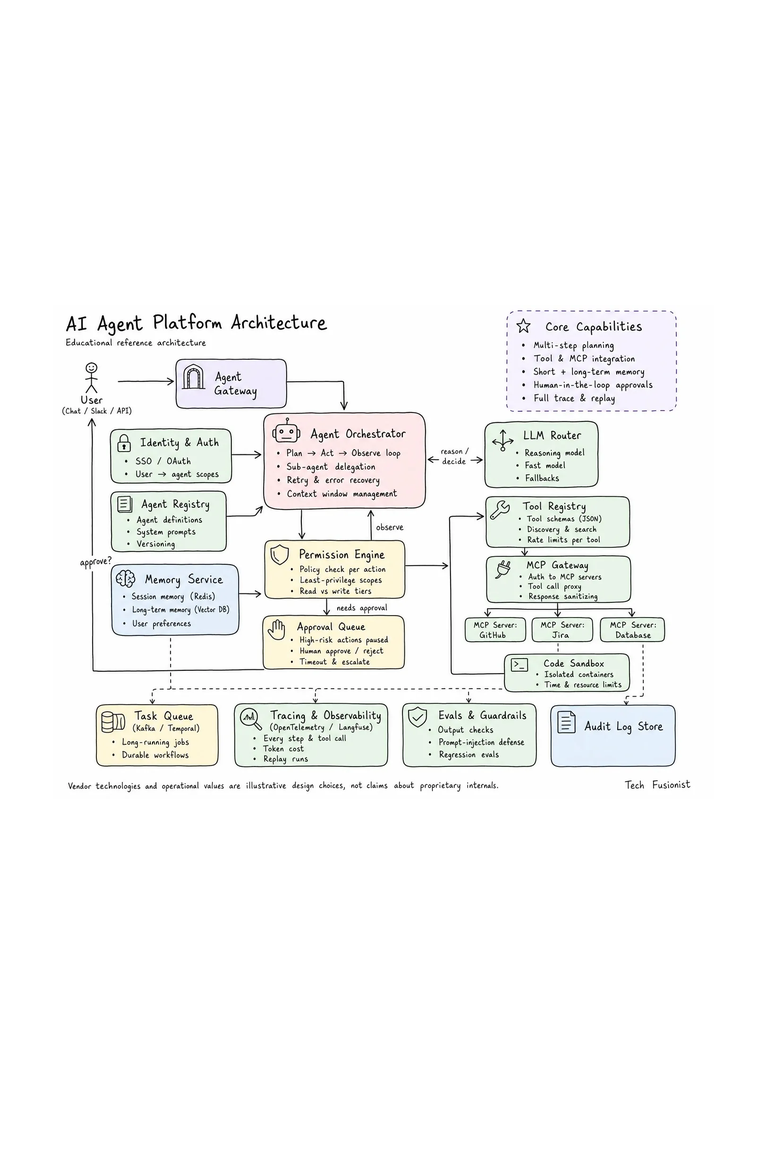 AI Agent Platform Architecture
Educational reference architecture
Core Capabilities
• Multi-step planning
• Tool & MCP integration
• Short + long-term memory
• Human-in-the-loop approvals
• Full trace & replay
User
(Chat / Slack / API)
Agent
Gateway
Identity & Auth
• SSO / OAuth
• User → agent scopes
Agent Orchestrator
• Plan → Act → Observe loop
• Sub-agent delegation
• Retry & error recovery
• Context window management
reason /
decide
LLM Router
• Reasoning model
• Fast model
• Fallbacks
Agent Registry
• Agent definitions
• System prompts
• Versioning
observe
Tool Registry
• Tool schemas (JSON)
• Discovery & search
• Rate limits per tool
approve?
Permission Engine
• Policy check per action
• Least-privilege scopes
• Read vs write tiers
MCP Gateway
• Auth to MCP servers
• Tool call proxy
• Response sanitizing
Memory Service
• Session memory (Redis)
• Long-term memory (Vector DB)
• User preferences
needs approval
Approval Queue
• High-risk actions paused
• Human approve / reject
• Timeout & escalate
MCP Server:
GitHub
MCP Server:
Jira
MCP Server:
Database
Code Sandbox
• Isolated containers
• Time & resource limits
Task Queue
(Kafka / Temporal)
• Long-running jobs
• Durable workflows
Tracing & Observability
(OpenTelemetry / Langfuse)
• Every step & tool call
• Token cost
• Replay runs
Evals & Guardrails
• Output checks
• Prompt-injection defense
• Regression evals
Audit Log Store
Vendor technologies and operational values are illustrative design choices, not claims about proprietary internals.
Tech Fusionist